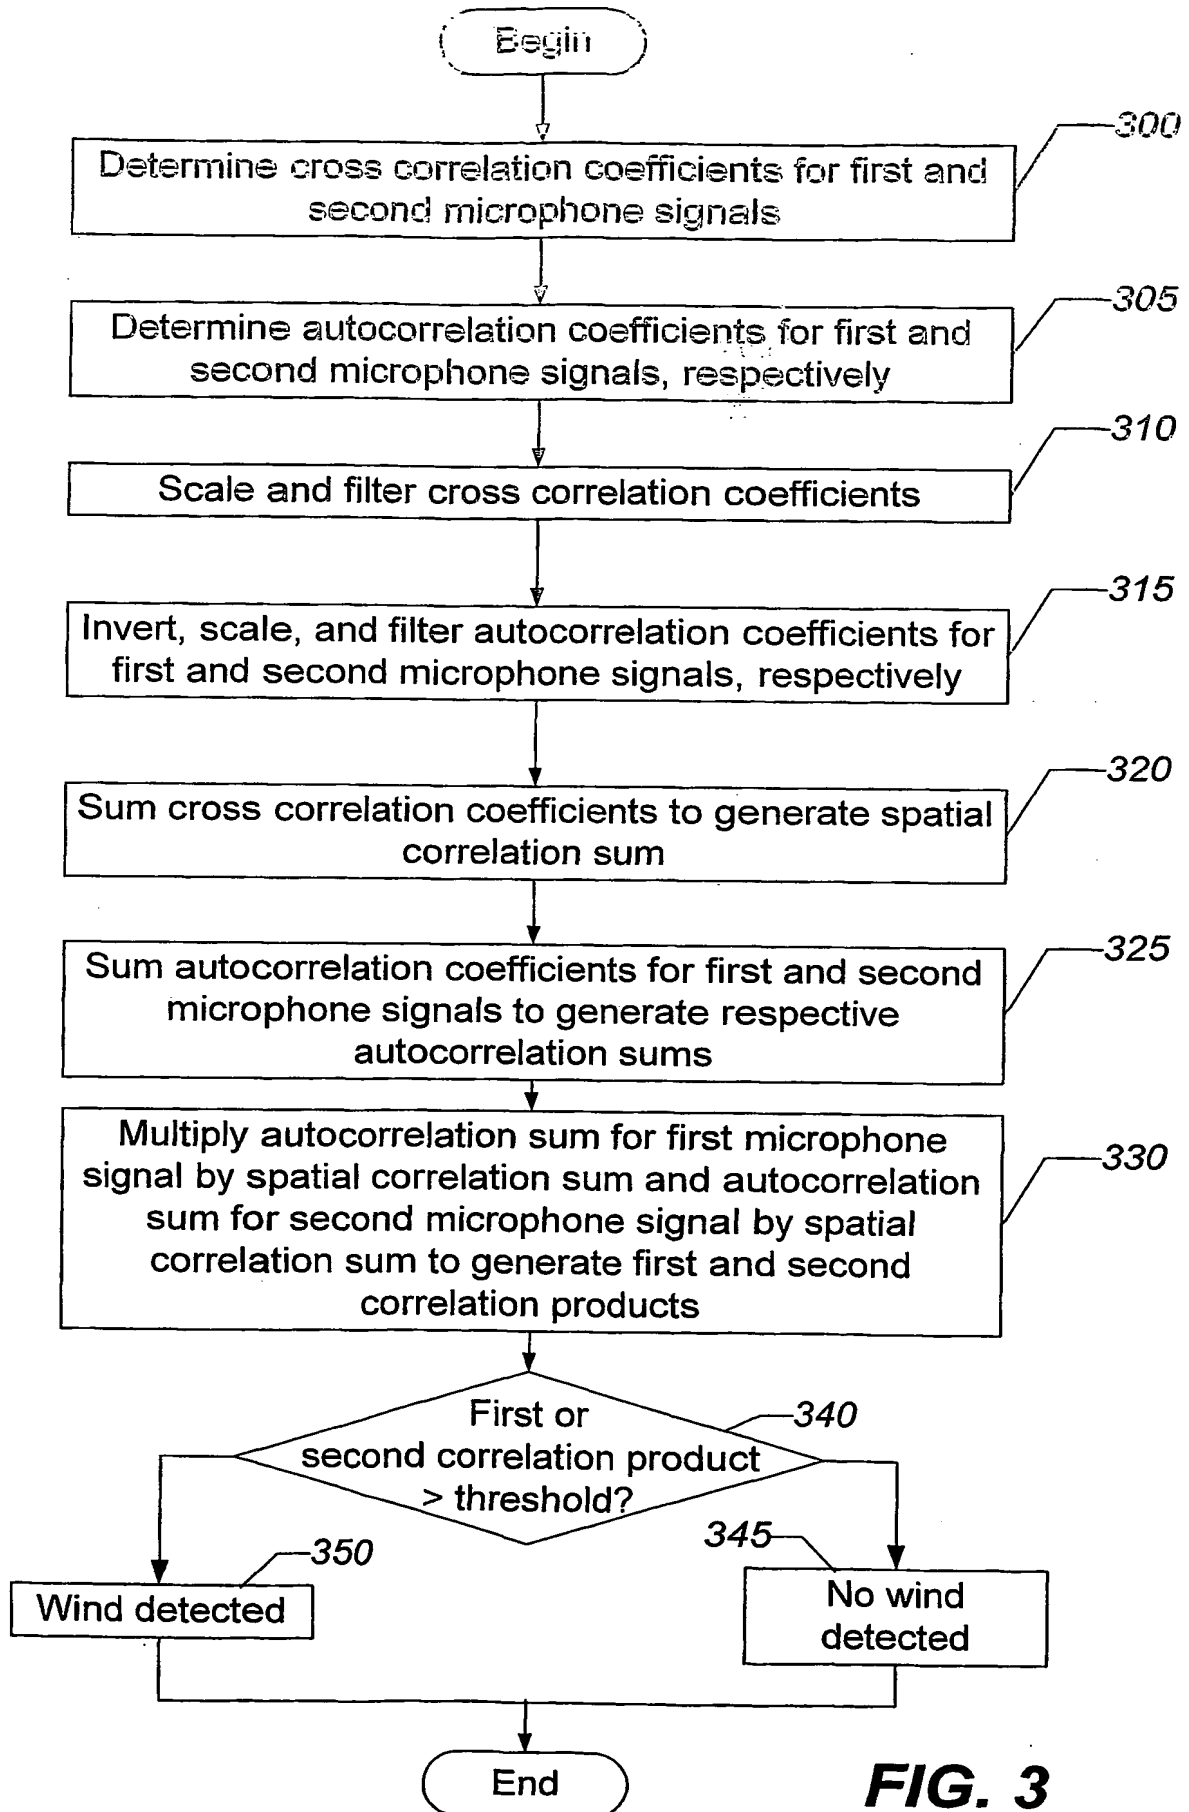 Begin
300
Determine cross correlation coefficients for first and
second microphone signals
305
Determine autocorrelation coefficients for first and
second microphone signals, respectively
310
Scale and filter cross correlation coefficients
315
Invert, scale, and filter autocorrelation coefficients for
first and second microphone signals, respectively
320
Sum cross correlation coefficients to generate spatial
correlation sum
325
Sum autocorrelation coefficients for first and second
microphone signals to generate respective
autocorrelation sums
330
Multiply autocorrelation sum for first microphone
signal by spatial correlation sum and autocorrelation
sum for second microphone signal by spatial
correlation sum to generate first and second
correlation products
340
First or
second correlation product
> threshold?
350
Wind detected
345
No wind
detected
End
FIG. 3